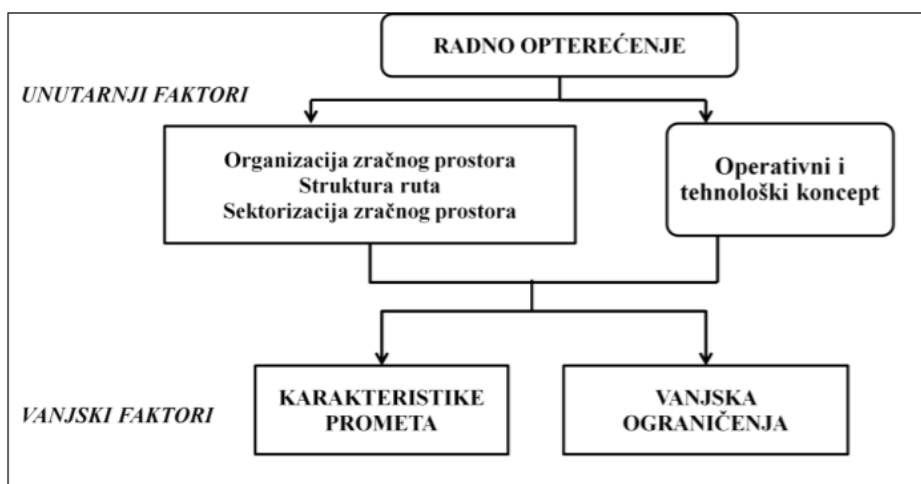 RADNO OPTEREĆENJE
UNUTARNJI FAKTORI
Organizacija zračnog prostora
Struktura ruta
Sektorizacija zračnog prostora
Operativni i
tehnološki koncept
VANJSKI FAKTORI
KARAKTERISTIKE
PROMETA
VANJSKA
OGRANIČENJA